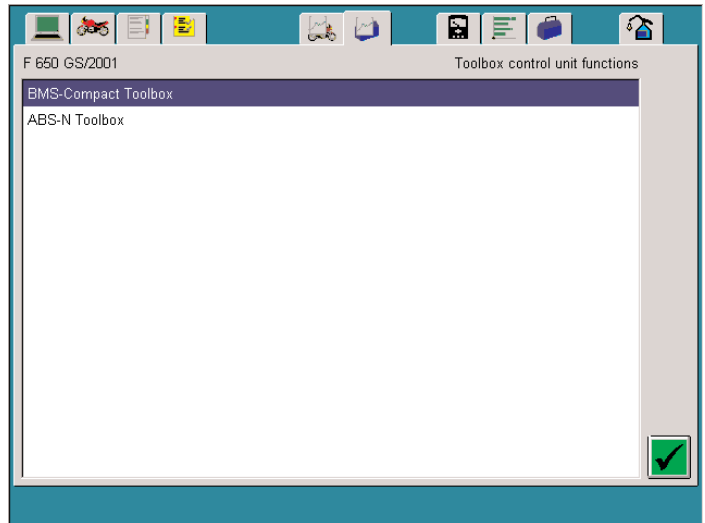 F 650 GS/2001
Toolbox control unit functions
BMS-Compact Toolbox
ABS-N Toolbox